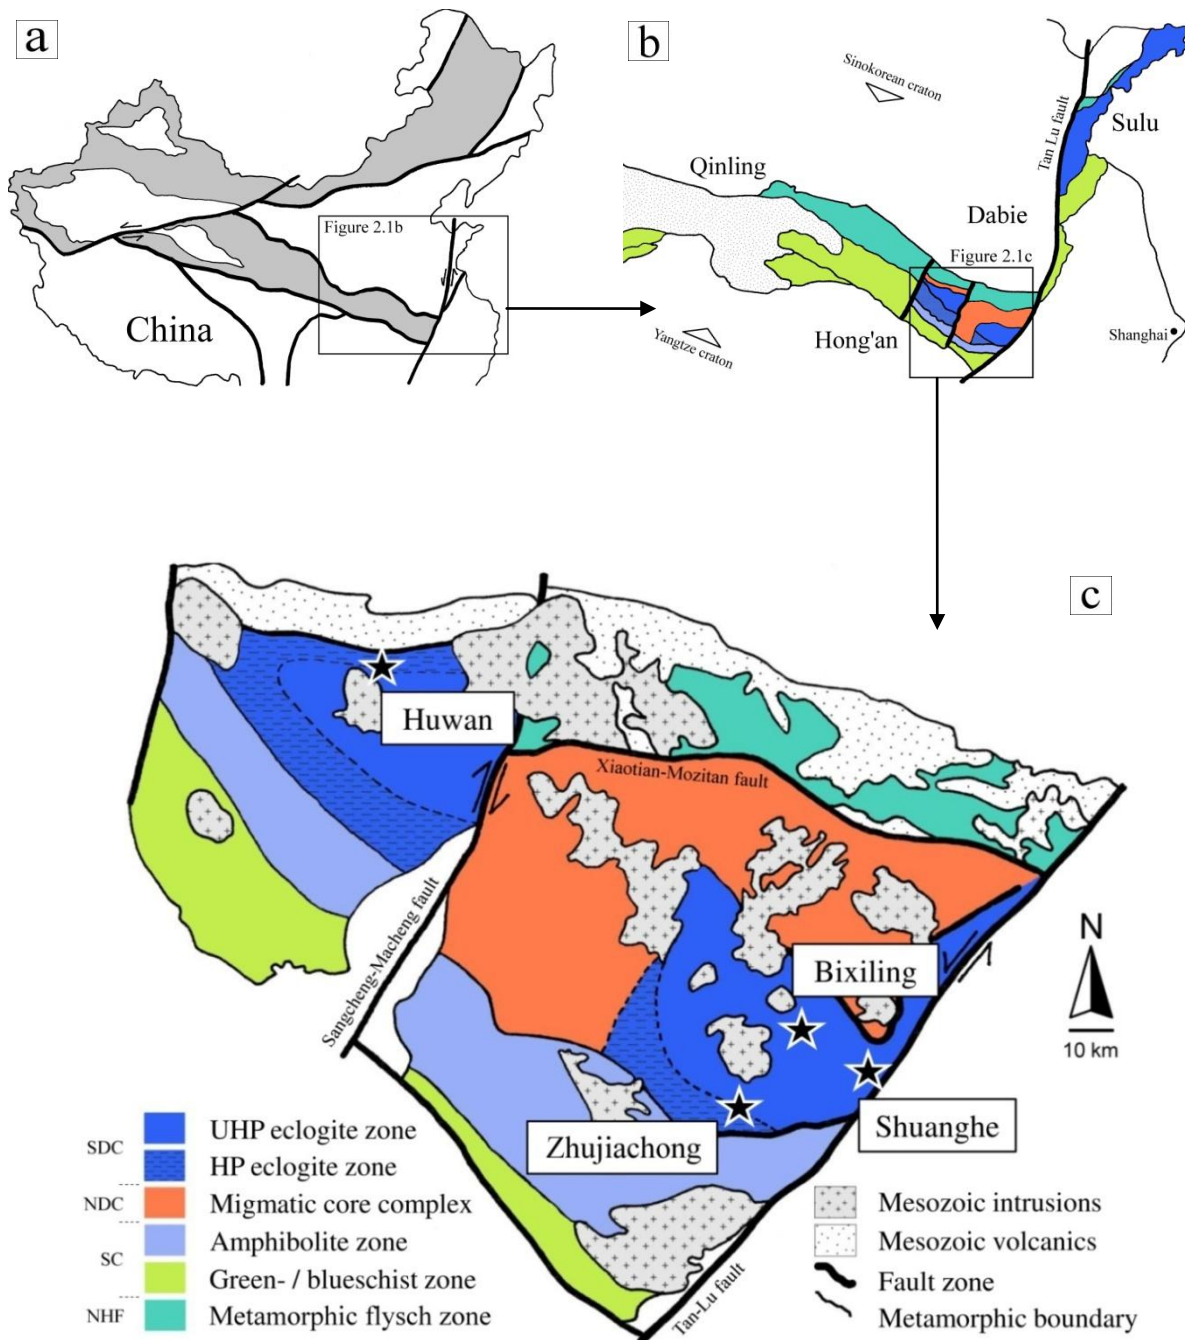 a
Figure 2.1b
China
b
Sinokorean craton
Tan Lu fault
Sulu
Qinling
Dabie
Figure 2.1c
Hong'an
Yangtze craton
Shanghai
c
Huwan
Xiaotian-Mozitan fault
Sangcheng-Macheng fault
Bixiling
N
10 km
Shuanghe
Zhujiachong
Tan-Lu fault
SDC
UHP eclogite zone
HP eclogite zone
NDC
Migmatic core complex
SC
Amphibolite zone
Green- / blueschist zone
NHF
Metamorphic flysch zone
Mesozoic intrusions
Mesozoic volcanics
Fault zone
Metamorphic boundary